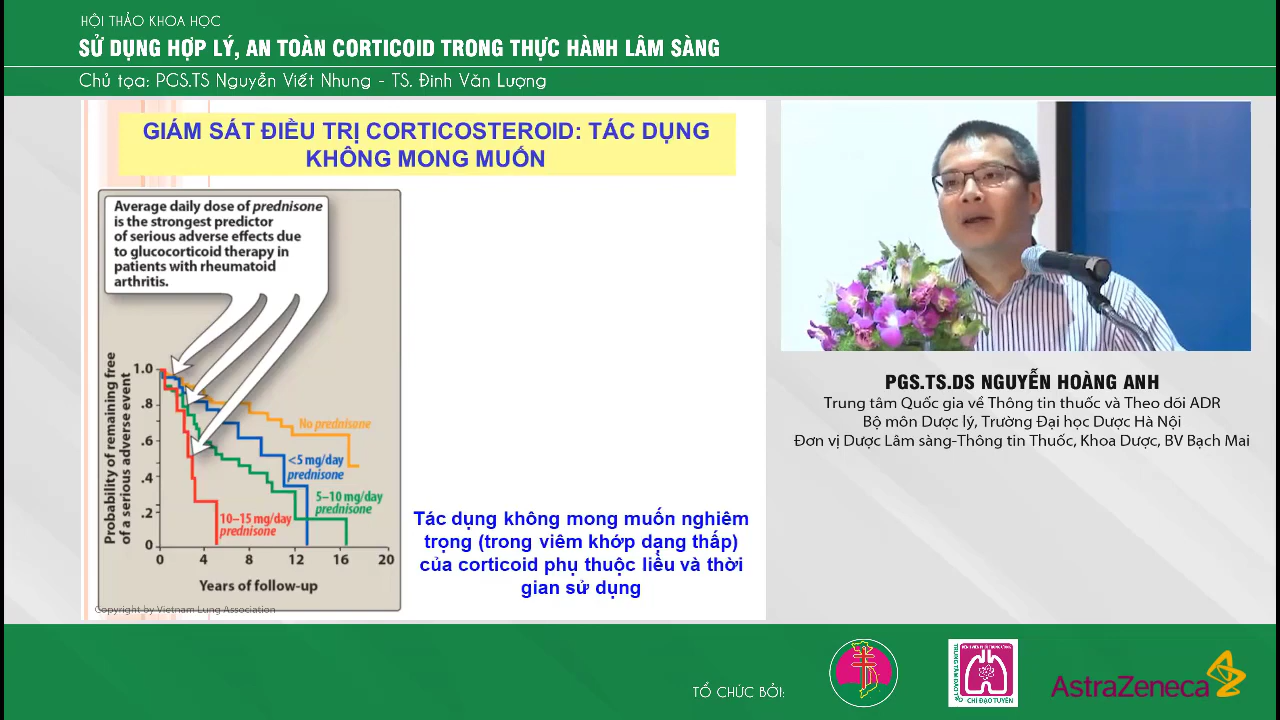 HỘI THẢO KHOA HỌC
SỬ DỤNG HỢP LÝ, AN TOÀN CORTICOID TRONG THỰC HÀNH LÂM SÀNG
Chủ tọa: PGS.TS Nguyễn Viết Nhung - TS. Đinh Văn Lượng
GIÁM SÁT ĐIỀU TRỊ CORTICOSTEROID: TÁC DỤNG
KHÔNG MONG MUỐN
Average daily dose of prednisone
is the strongest predictor
of serious adverse effects due
to glucocorticoid therapy in
patients with rheumatoid
arthritis.
Probability of remaining free
of a serious adverse event
1.0
.8
.6
.4
.2
0
No prednisone
<5 mg/day
prednisone
5–10 mg/day
prednisone
10–15 mg/day
prednisone
0 4 8 12 16 20
Years of follow-up
Copyright by Vietnam Lung Association
Tác dụng không mong muốn nghiêm
trọng (trong viêm khớp dạng thấp)
của corticoid phụ thuộc liều và thời
gian sử dụng
PGS.TS.DS NGUYỄN HOÀNG ANH
Trung tâm Quốc gia về Thông tin thuốc và Theo dõi ADR
Bộ môn Dược lý, Trường Đại học Dược Hà Nội
Đơn vị Dược Lâm sàng-Thông tin Thuốc, Khoa Dược, BV Bạch Mai
TỔ CHỨC BỞI:
CHỈ ĐẠO TUYẾN
AstraZeneca